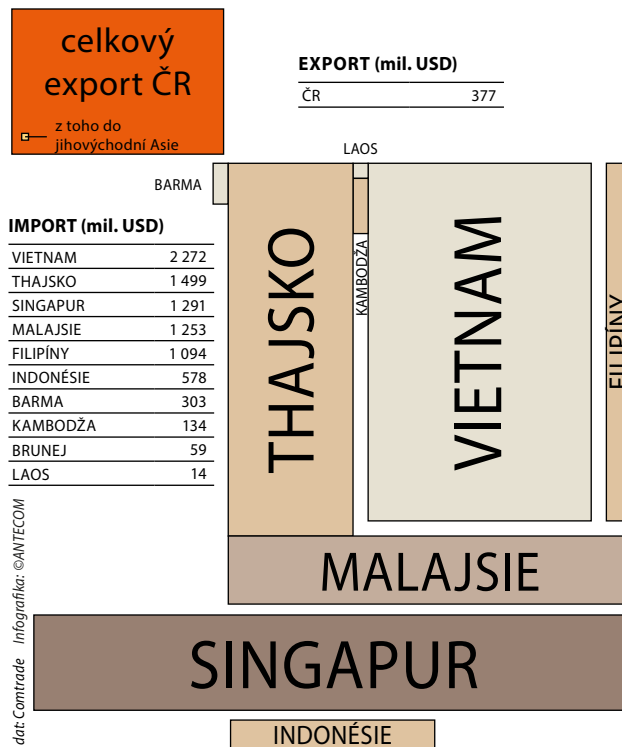 celkový
export ČR
z toho do
jihovýchodní Asie
EXPORT (mil. USD)
ČR 377
LAOS
BARMA
IMPORT (mil. USD)
VIETNAM 2 272
THAJSKO 1 499
SINGAPUR 1 291
MALAJSIE 1 253
FILIPÍNY 1 094
INDONÉSIE 578
BARMA 303
KAMBODŽA 134
BRUNEJ 59
LAOS 14
THAJSKO
KAMBODŽA
VIETNAM
FILIPÍNY
MALAJSIE
SINGAPUR
INDONÉSIE
dat: Comtrade Infografika: ©ANTECOM